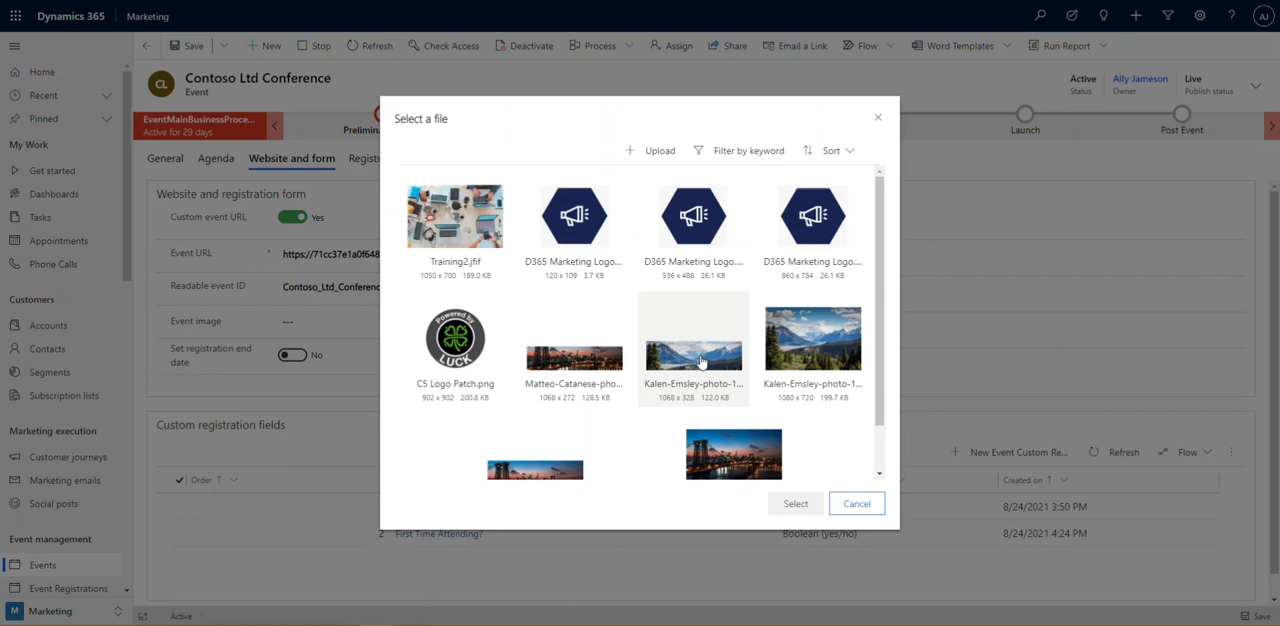 Dynamics 365 Marketing AJ
Save New Stop Refresh Check Access Deactivate Process Assign Share Email a Link Flow Word Templates Run Report
Home
Recent
Pinned
My Work
Get started
Dashboards
Tasks
Appointments
Phone Calls
Customers
Accounts
Contacts
Segments
Subscription lists
Marketing execution
Customer journeys
Marketing emails
Social posts
Event management
Events
Event Registrations
M Marketing
CL Contoso Ltd Conference
Event
Active
Status
Ally Jameson
Owner
Live
Publish status
EventMainBusinessProce...
Active for 29 days
Launch
Post Event
General Agenda Website and form
Website and registration form
Custom event URL Yes
Event URL * https://71cc37e1a0f648
Readable event ID
Event image ---
Set registration end
date
No
Custom registration fields
New Event Custom Re... Refresh Flow
Order ↑ Created on ↑
8/24/2021 3:50 PM
2 First Time Attending? Boolean (yes/no) 8/24/2021 4:24 PM
Active Save
Select a file
Upload Filter by keyword Sort
Training2.jfif
1050 x 700 189.0 KB
D365 Marketing Logo...
120 x 109 3.7 KB
D365 Marketing Logo....
536 x 488 26.1 KB
D365 Marketing Logo....
860 x 784 26.1 KB
Powered by
LUCK
C5 Logo Patch.png
902 x 902 200.8 KB
Matteo-Catanese-pho...
1068 x 272 128.5 KB
Kalen-Emsley-photo-1...
1068 x 328 122.0 KB
Kalen-Emsley-photo-1...
1080 x 720 199.7 KB
Select Cancel